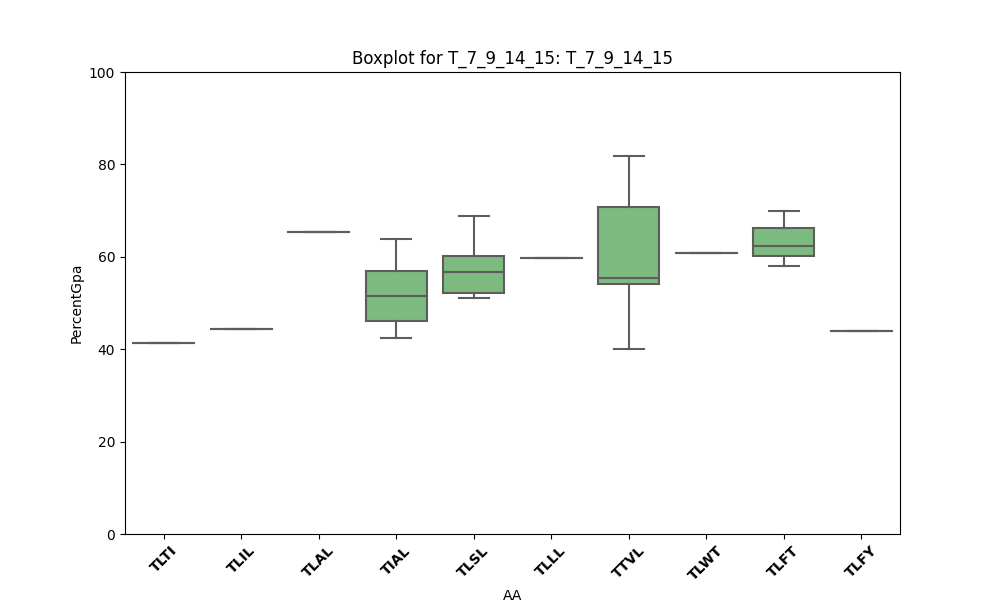 Boxplot for T_7_9_14_15: T_7_9_14_15
100
80
60
40
20
0
PercentGpa
TLTI
TLIL
TLAL
TIAL
TLSL
TLLL
TTVL
TLWT
TLFT
TLFY
AA